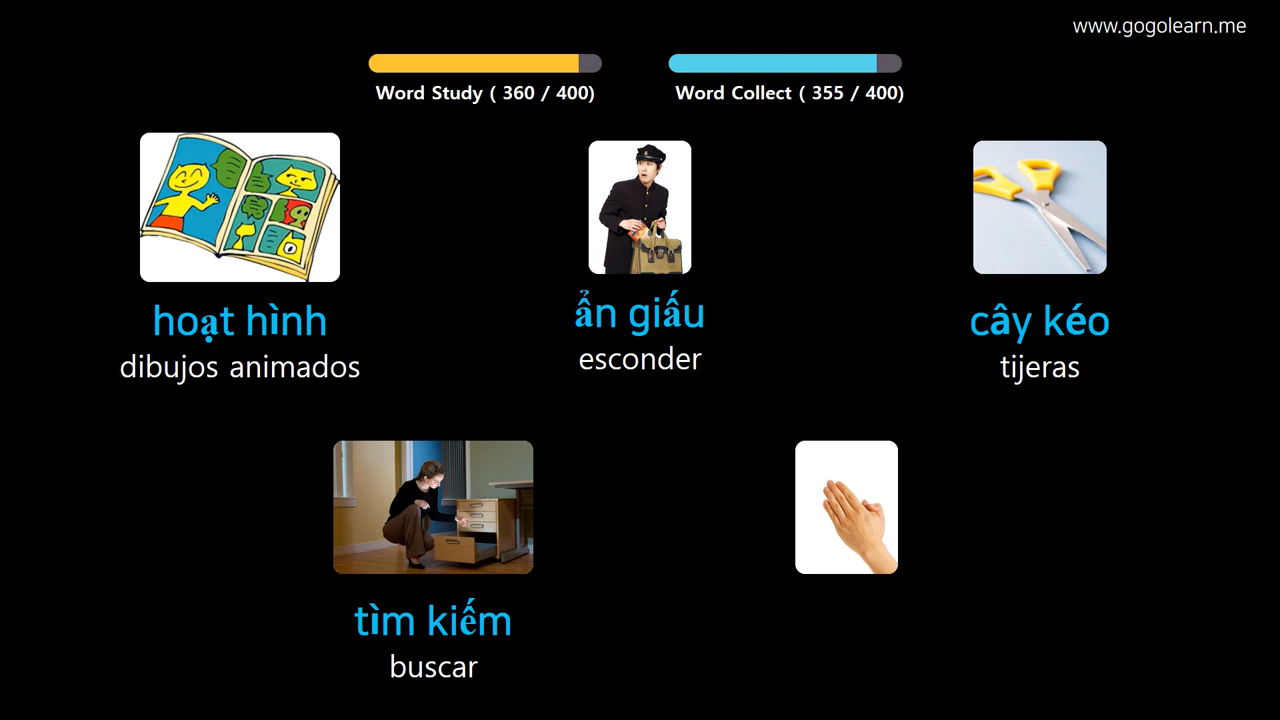 www.gogolearn.me
Word Study ( 360 / 400)
Word Collect ( 355 / 400)
hoạt hình
dibujos animados
ẩn giấu
esconder
cây kéo
tijeras
tìm kiếm
buscar